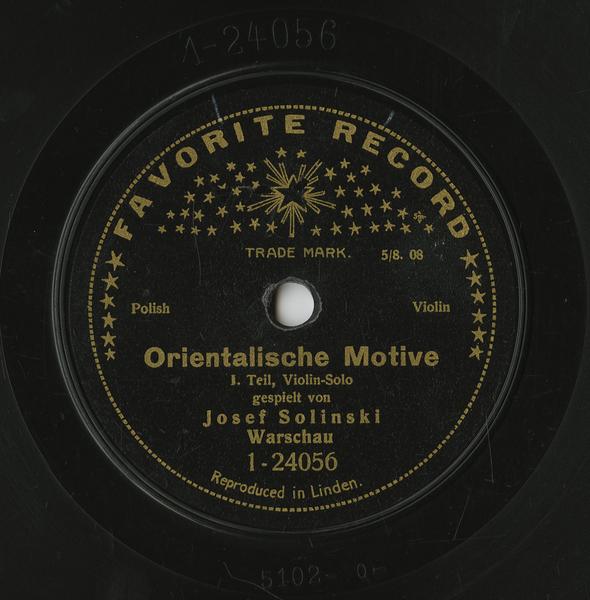 1-24056
FAVORITE RECORD
TRADE MARK.
5/8. 08
Polish
Violin
Orientalische Motive
I. Teil, Violin-Solo
gespielt von
Josef Solinski
Warschau
1-24056
Reproduced in Linden.
5102-0-